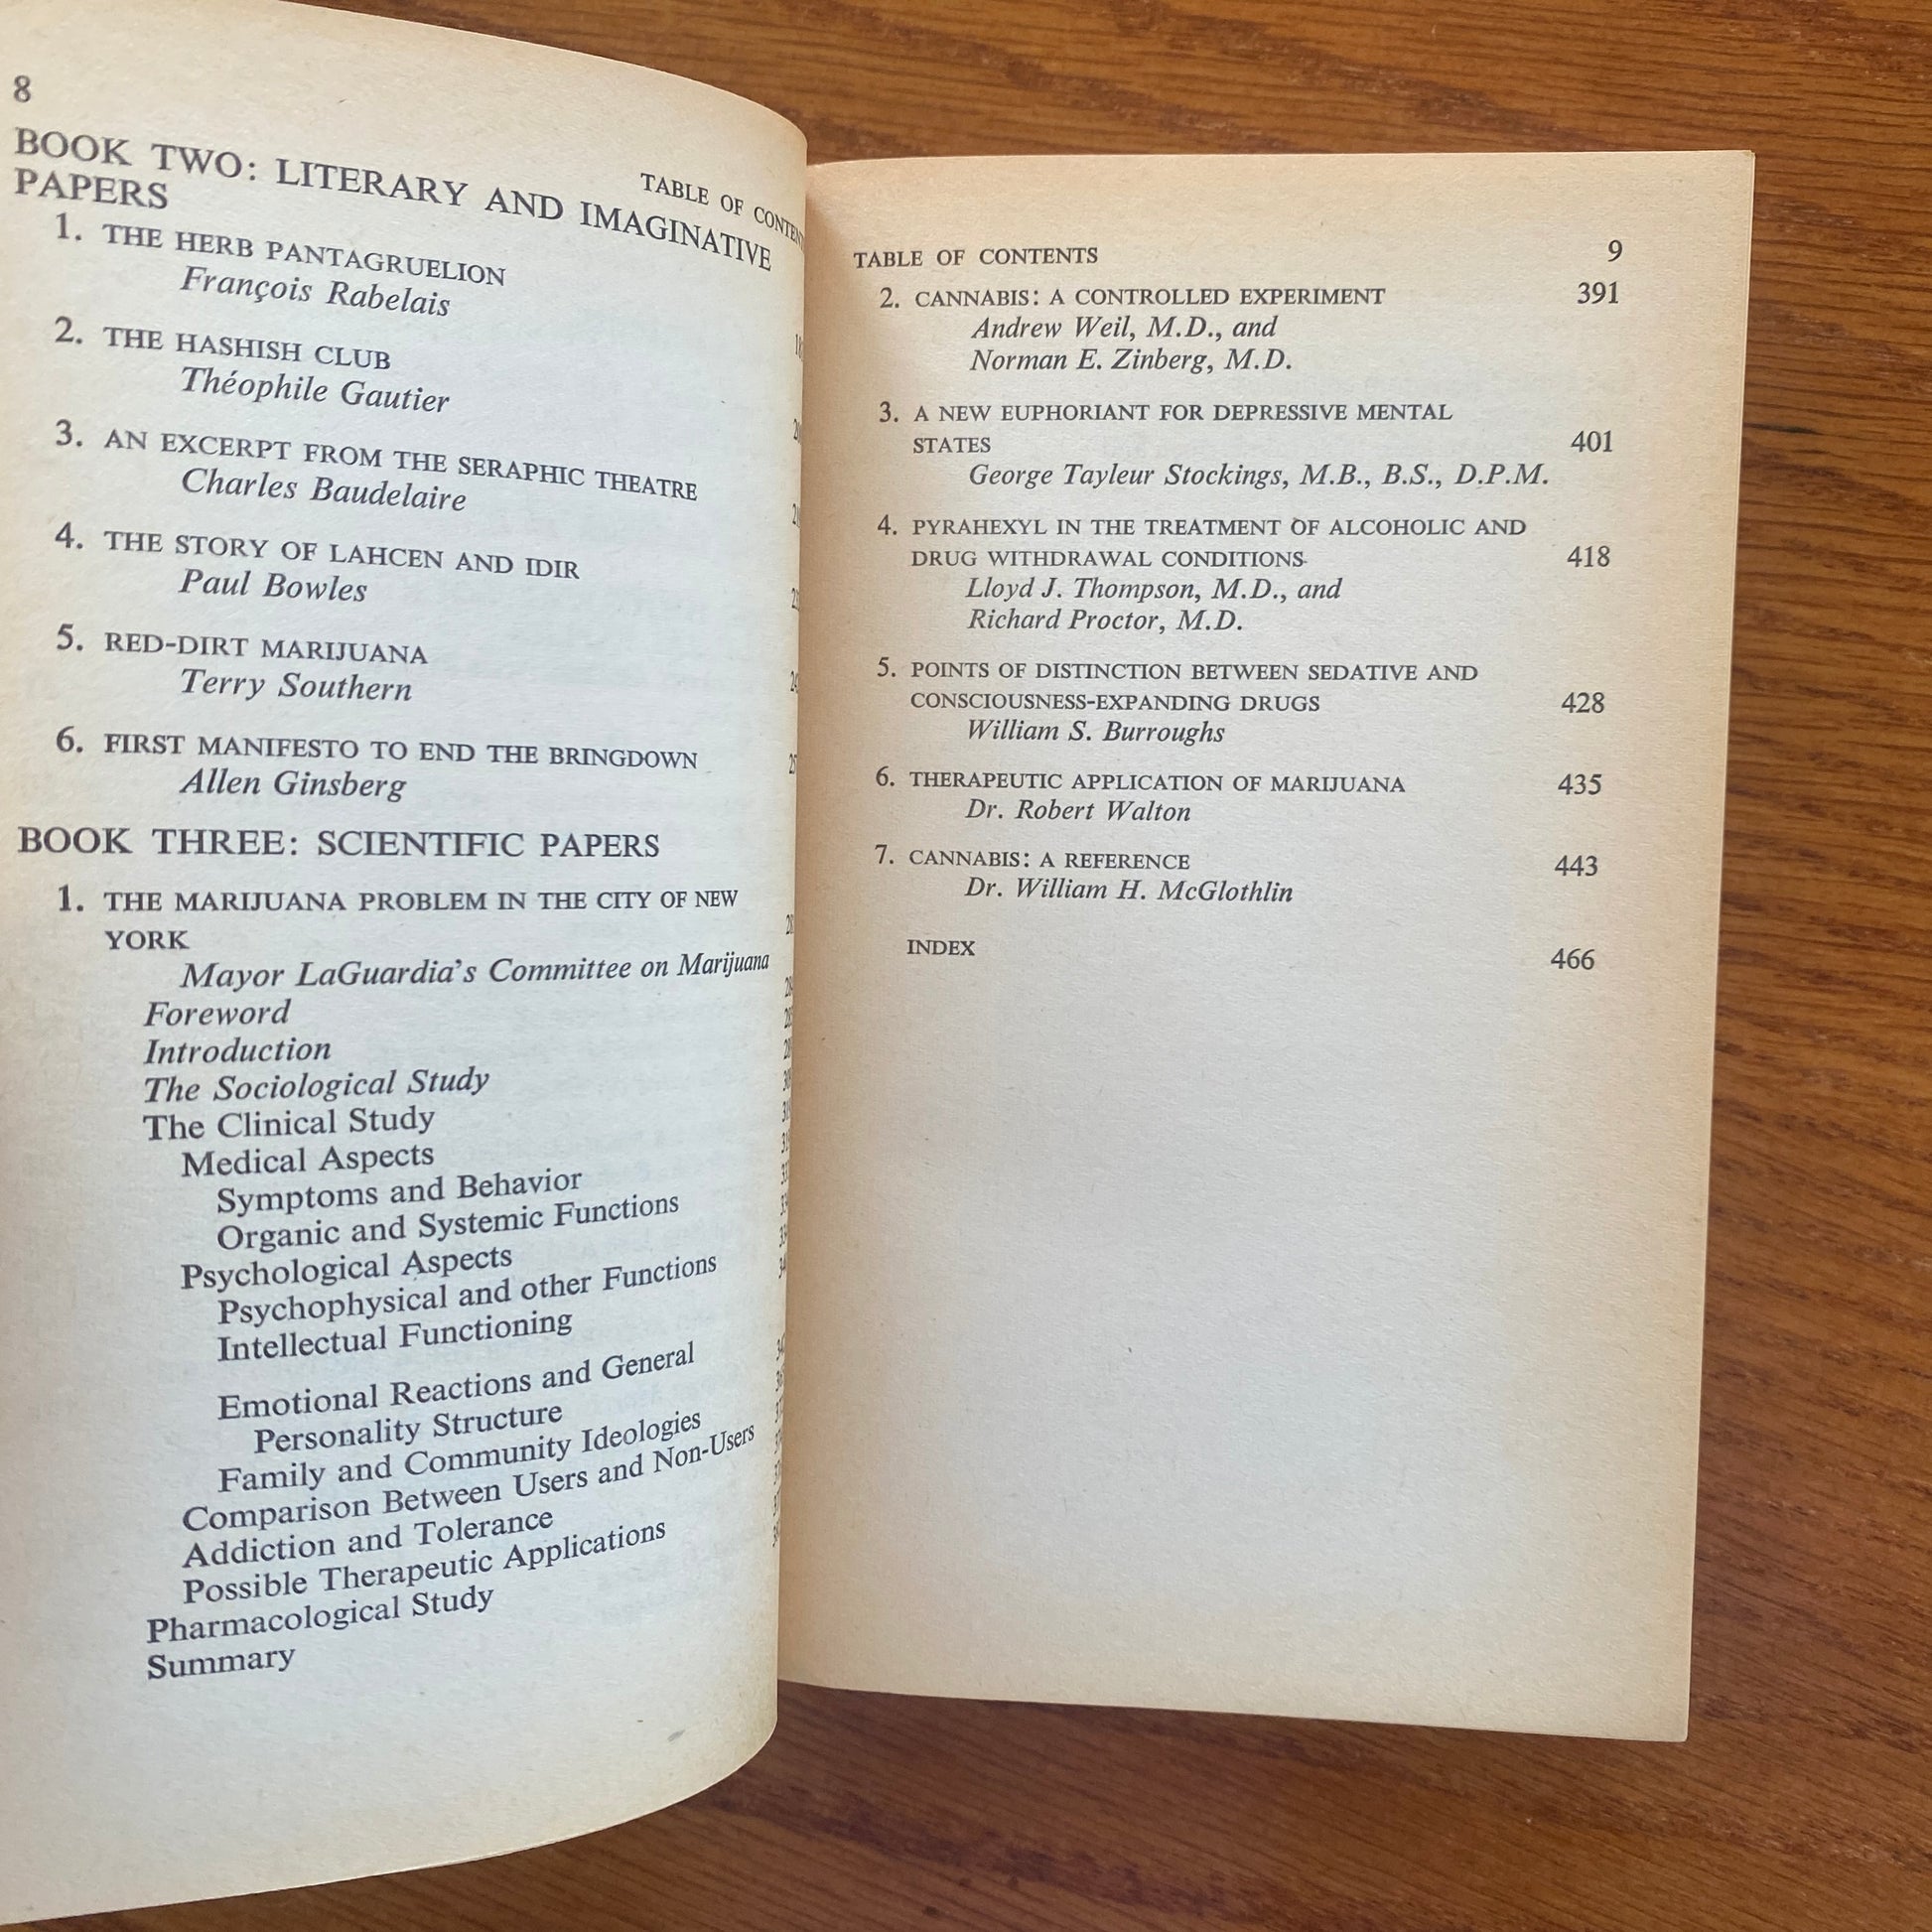 8
TABLE OF
BOOK TWO: LITERARY AND IMAGINATIVE
PAPERS
1. THE HERB PANTAGRUELION
François Rabelais
2. THE HASHISH CLUB
Théophile Gautier
3. AN EXCERPT FROM THE SERAPHIC THEATRE
Charles Baudelaire
4. THE STORY OF LAHCEN AND IDIR
Paul Bowles
5. RED-DIRT MARIJUANA
Terry Southern
6. FIRST MANIFESTO TO END THE BRINGDOWN
Allen Ginsberg
BOOK THREE: SCIENTIFIC PAPERS
1. THE MARIJUANA PROBLEM IN THE CITY OF NEW
YORK
Mayor LaGuardia's Committee on Marijuana
Foreword
Introduction
The Sociological Study
The Clinical Study
Medical Aspects
Symptoms and Behavior
Organic and Systemic Functions
Psychological Aspects
Psychophysical and other Functions
Intellectual Functioning
Emotional Reactions and General
Personality Structure
Family and Community Ideologies
Comparison Between Users and Non-Users
Addiction and Tolerance
Possible Therapeutic Applications
Pharmacological Study
Summary
TABLE OF CONTENTS 9
2. CANNABIS: A CONTROLLED EXPERIMENT 391
Andrew Weil, M.D., and
Norman E. Zinberg, M.D.
3. A NEW EUPHORIANT FOR DEPRESSIVE MENTAL
STATES 401
George Tayleur Stockings, M.B., B.S., D.P.M.
4. PYRAHEXYL IN THE TREATMENT OF ALCOHOLIC AND
DRUG WITHDRAWAL CONDITIONS 418
Lloyd J. Thompson, M.D., and
Richard Proctor, M.D.
5. POINTS OF DISTINCTION BETWEEN SEDATIVE AND
CONSCIOUSNESS-EXPANDING DRUGS 428
William S. Burroughs
6. THERAPEUTIC APPLICATION OF MARIJUANA 435
Dr. Robert Walton
7. CANNABIS: A REFERENCE 443
Dr. William H. McGlothlin
INDEX 466